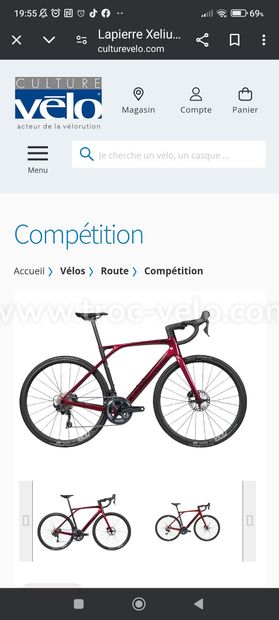 19:55
69%
Lapierre Xeliu...
culturevelo.com
CULTURE
vélo
acteur de la vélorution
Magasin
Compte
Panier
Menu
Je cherche un vélo, un casque ...
Compétition
Accueil ❯ Vélos ❯ Route ❯ Compétition
www.troc-velo.com